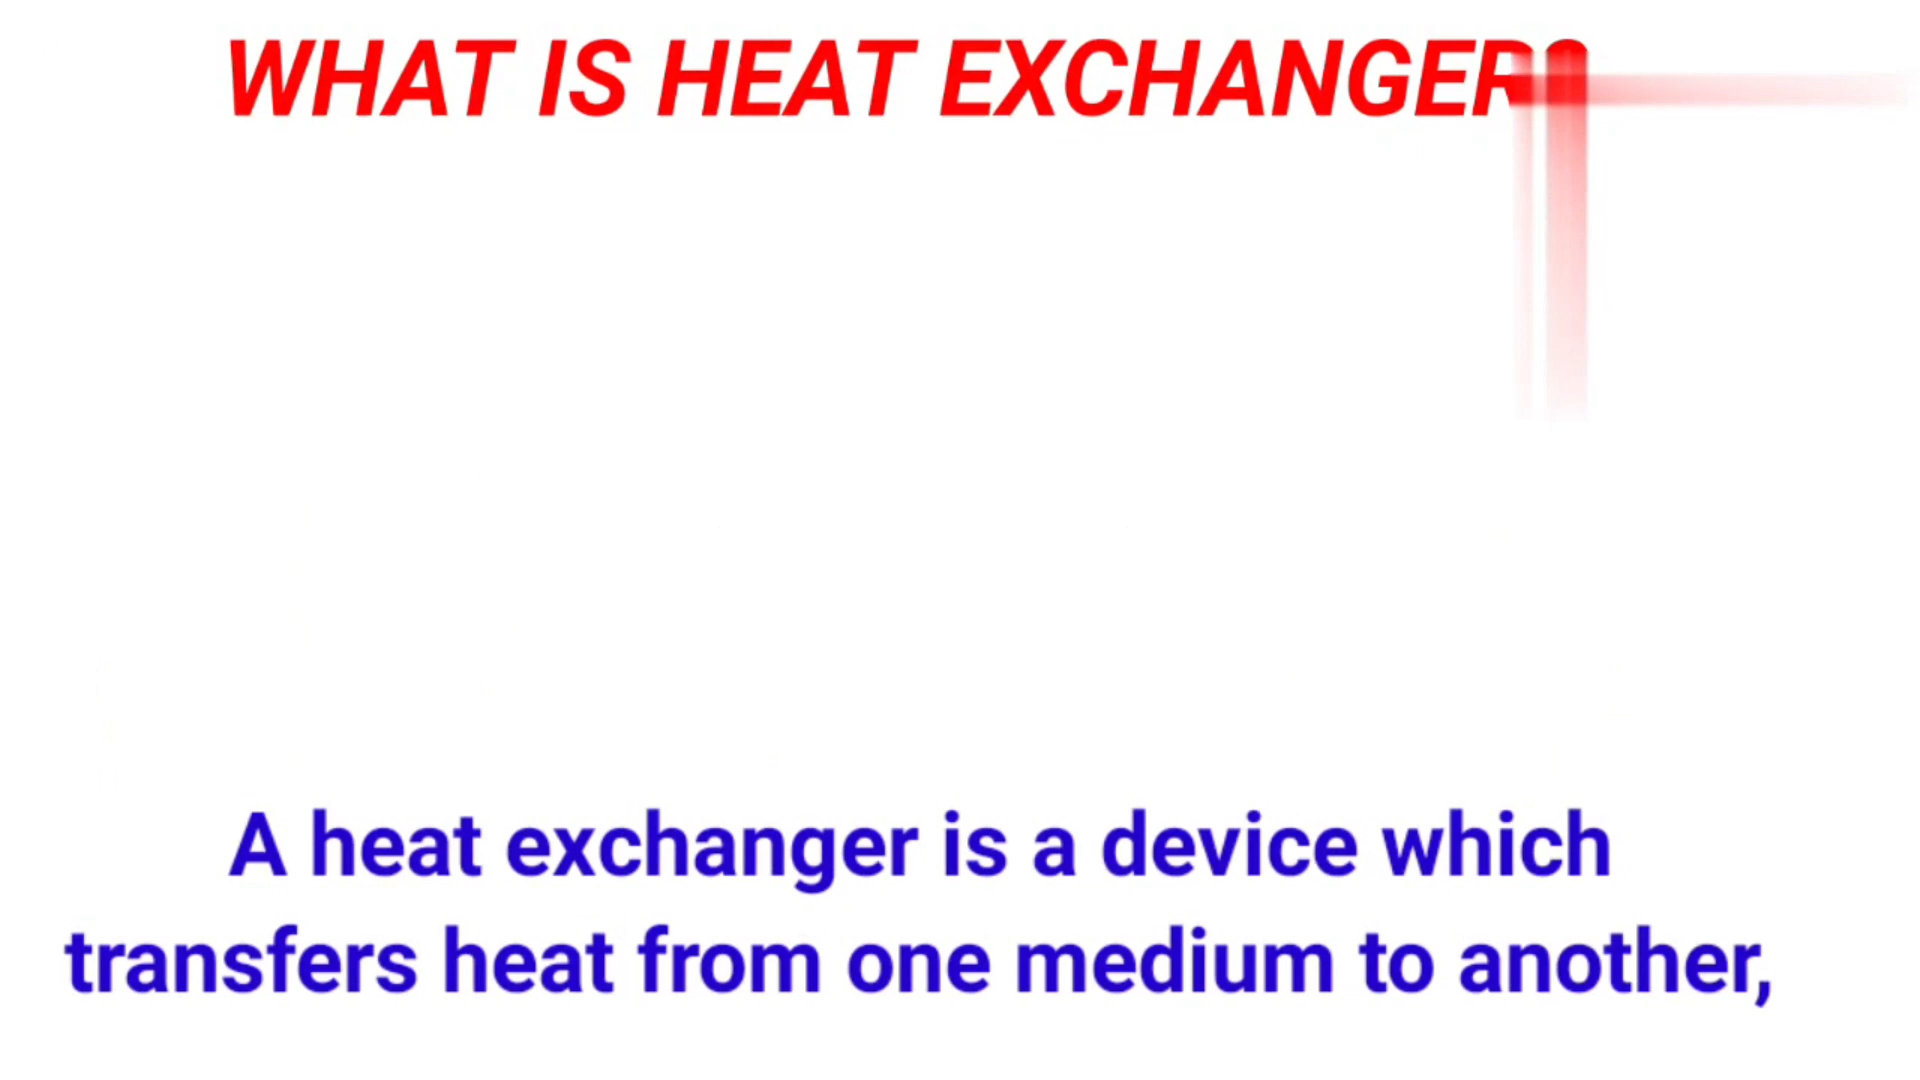 WHAT IS HEAT EXCHANGER
A heat exchanger is a device which
transfers heat from one medium to another,